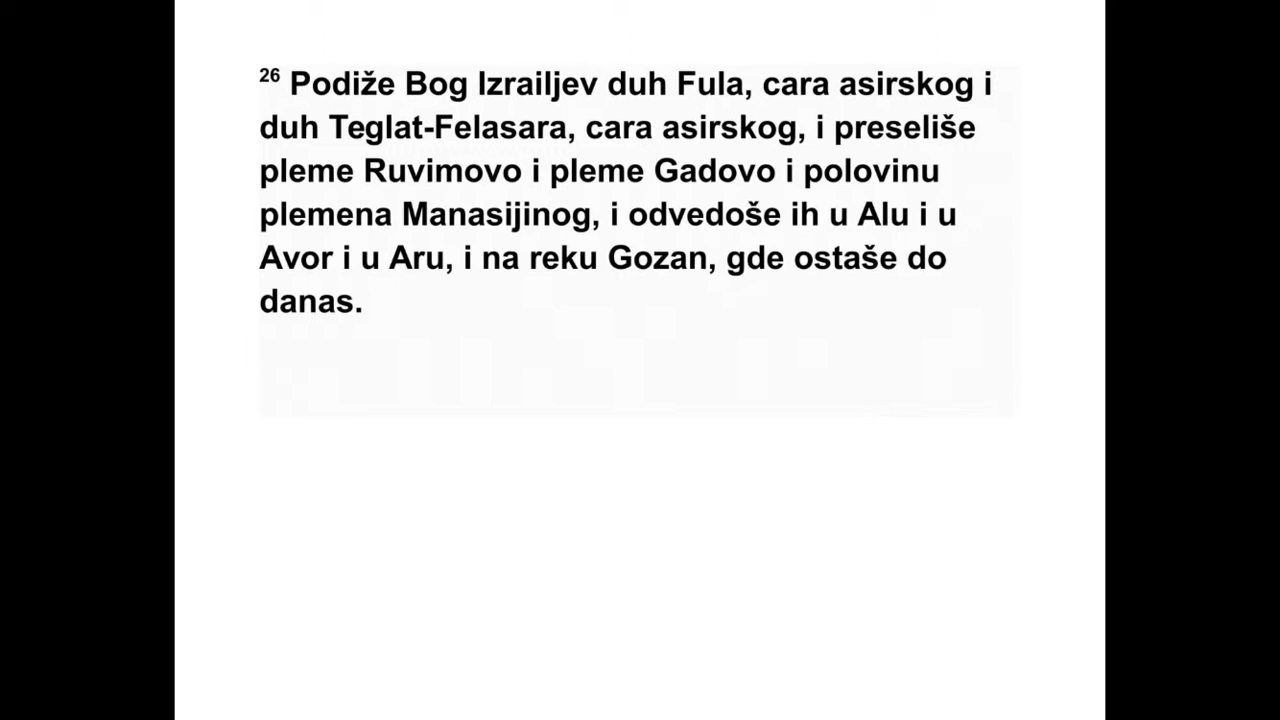 26 Podiže Bog Izrailjev duh Fula, cara asirskog i
duh Teglat-Felasara, cara asirskog, i preseliše
pleme Ruvimovo i pleme Gadovo i polovinu
plemena Manasijinog, i odvedoše ih u Alu i u
Avor i u Aru, i na reku Gozan, gde ostaše do
danas.